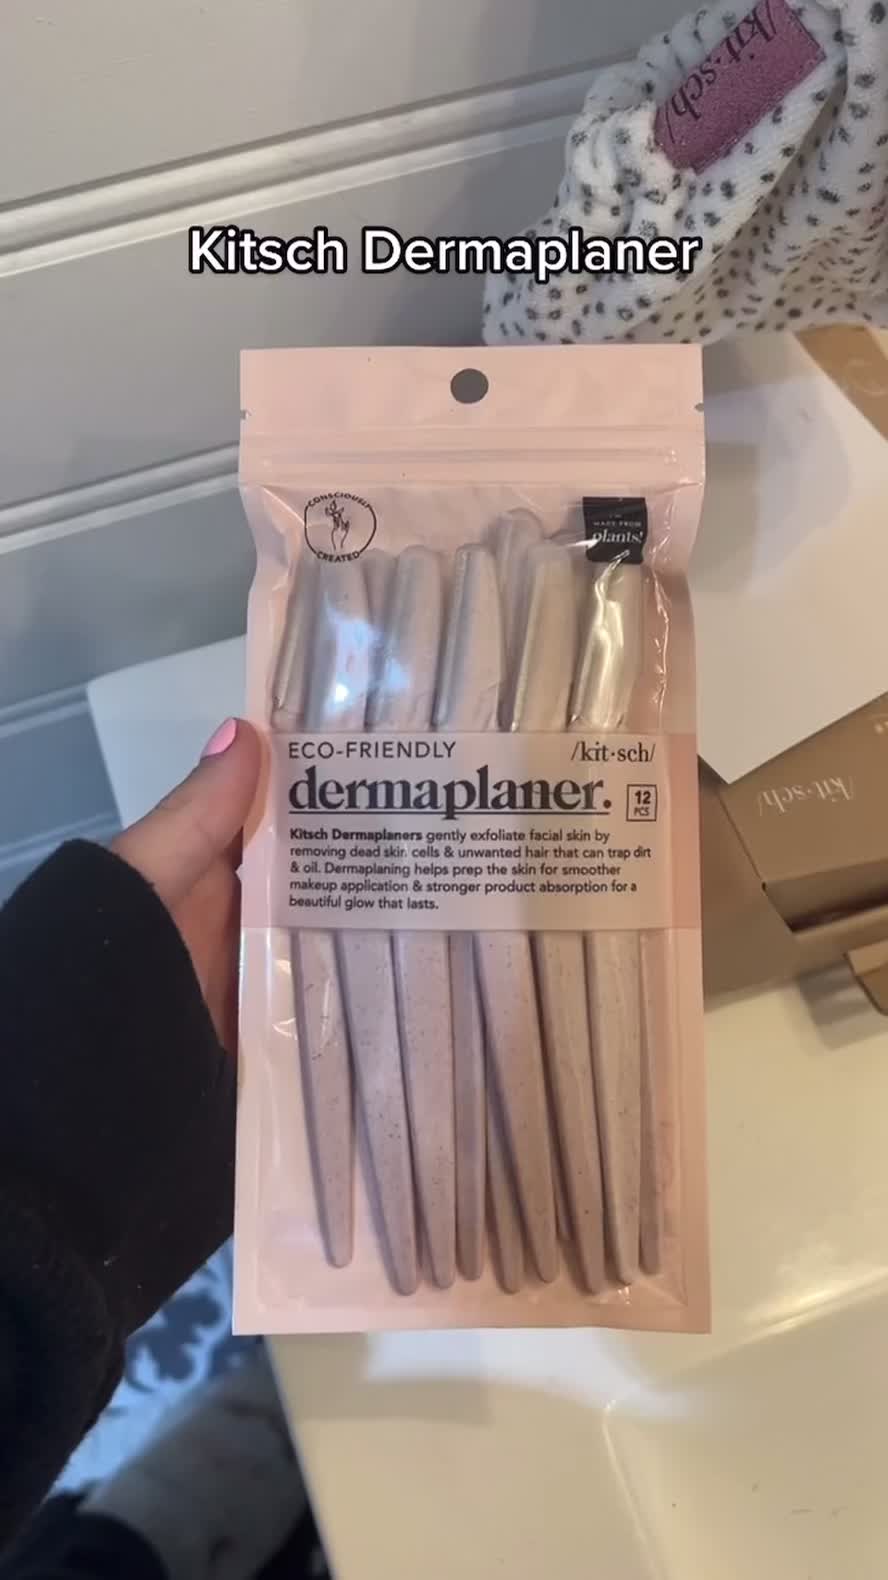 /kit·sch/
Kitsch Dermaplaner
CONSCIOUSLY
CREATED
MADE FROM
plants!
ECO-FRIENDLY
/kit·sch/
dermaplaner.
12
PCS
Kitsch Dermaplaners gently exfoliate facial skin by
removing dead skin cells & unwanted hair that can trap dirt
& oil. Dermaplaning helps prep the skin for smoother
makeup application & stronger product absorption for a
beautiful glow that lasts.
/kit·sch/